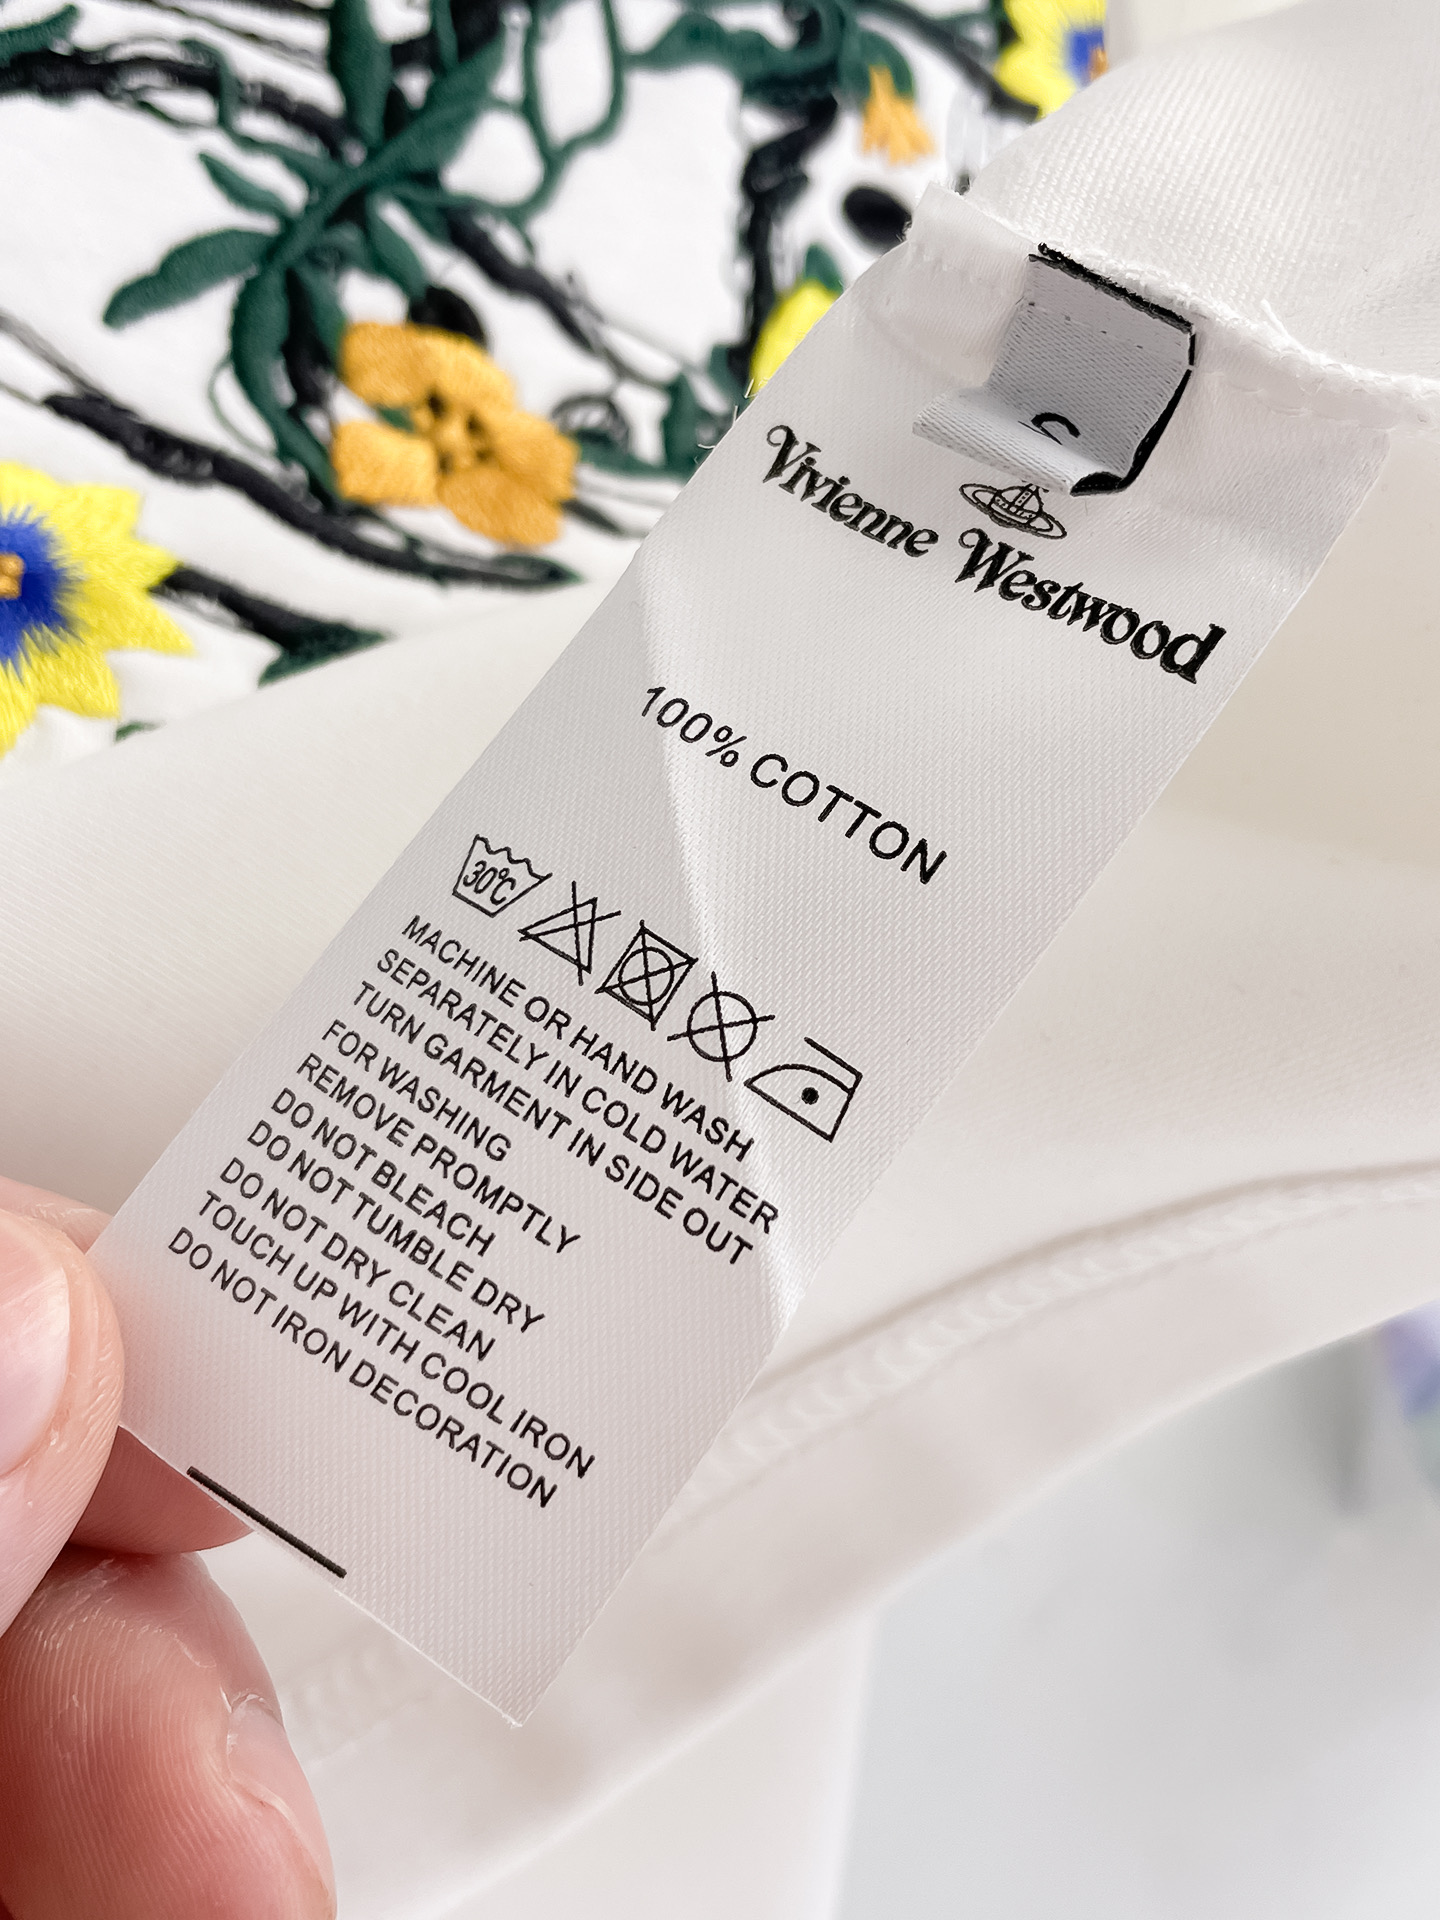 Vivienne Westwood
100% COTTON
30℃
MACHINE OR HAND WASH
SEPARATELY IN COLD WATER
TURN GARMENT IN SIDE OUT
FOR WASHING
REMOVE PROMPTLY
DO NOT BLEACH
DO NOT TUMBLE DRY
DO NOT DRY CLEAN
TOUCH UP WITH COOL IRON
DO NOT IRON DECORATION